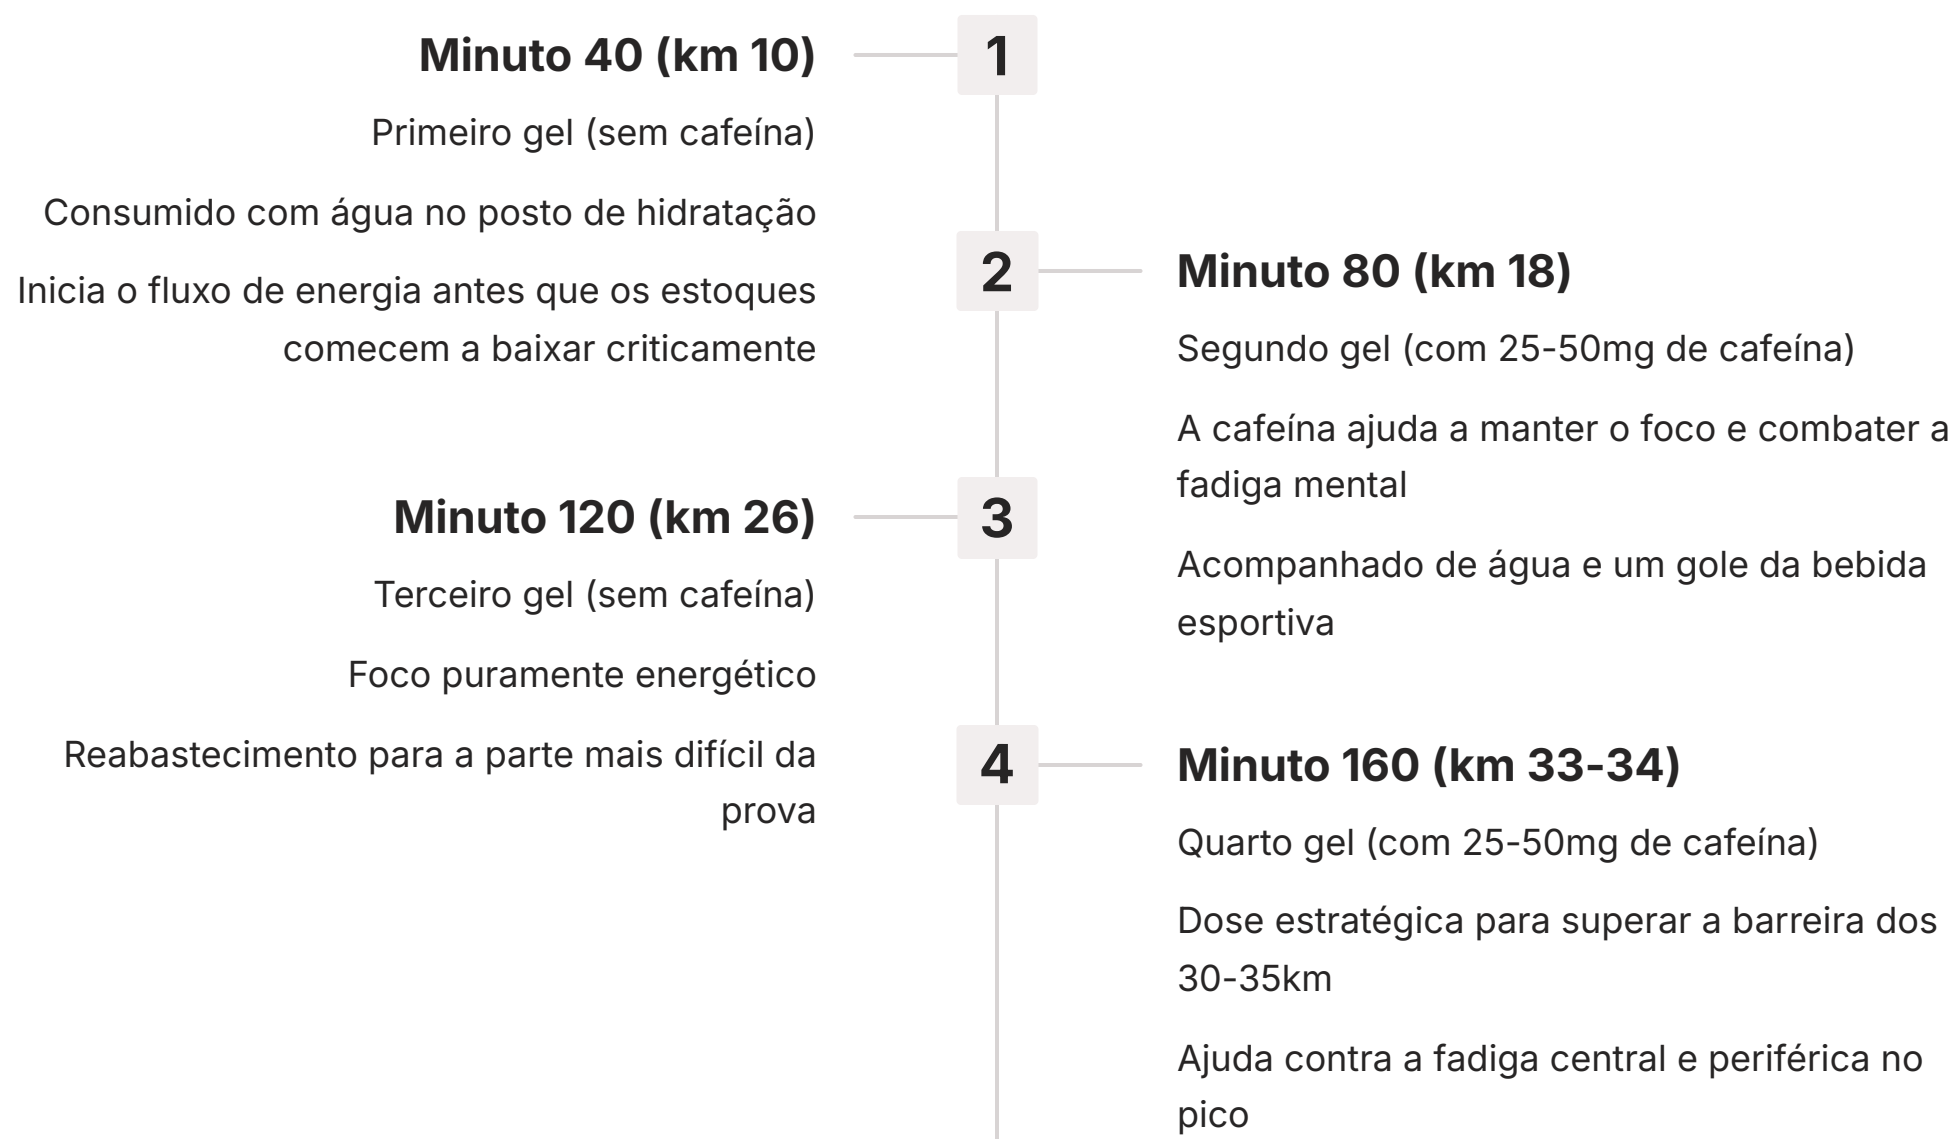 1
Minuto 40 (km 10)
Primeiro gel (sem cafeína)
Consumido com água no posto de hidratação
Inicia o fluxo de energia antes que os estoques
comecem a baixar criticamente
2
Minuto 80 (km 18)
Segundo gel (com 25-50mg de cafeína)
A cafeína ajuda a manter o foco e combater a
fadiga mental
Acompanhado de água e um gole da bebida
esportiva
3
Minuto 120 (km 26)
Terceiro gel (sem cafeína)
Foco puramente energético
Reabastecimento para a parte mais difícil da
prova
4
Minuto 160 (km 33-34)
Quarto gel (com 25-50mg de cafeína)
Dose estratégica para superar a barreira dos
30-35km
Ajuda contra a fadiga central e periférica no
pico